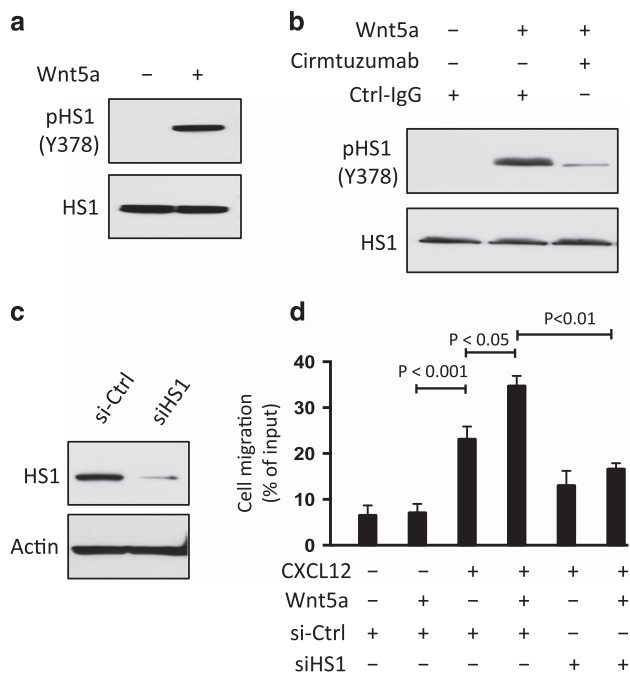 a
Wnt5a – +
pHS1
(Y378)
HS1
b
Wnt5a – + +
Cirmtuzumab – – +
Ctrl-IgG + + –
pHS1
(Y378)
HS1
c
si-Ctrl siHS1
HS1
Actin
d
P<0.01
P < 0.05
P < 0.001
Cell migration
(% of input)
40
30
20
10
0
CXCL12 – – + + + +
Wnt5a – + – + – +
si-Ctrl + + + + – –
siHS1 – – – – + +